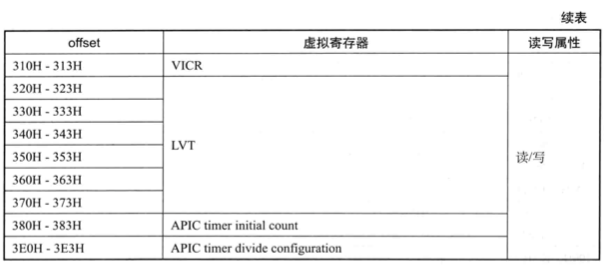 续表
offset 虚拟寄存器 读写属性
310H - 313H VICR
320H - 323H
330H - 333H
340H - 343H
LVT
350H - 353H
读/写
360H - 363H
370H - 373H
380H - 383H APIC timer initial count
3E0H - 3E3H APIC timer divide configuration